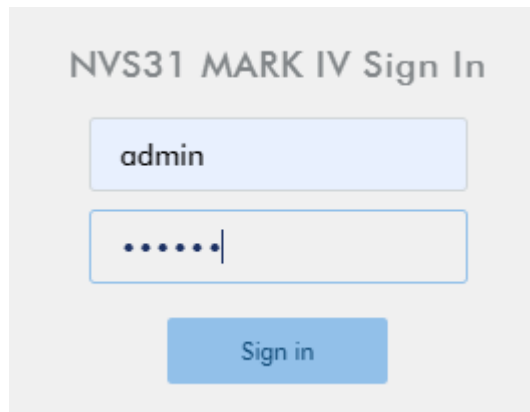 NVS31 MARK IV Sign In
admin
••••••
Sign in